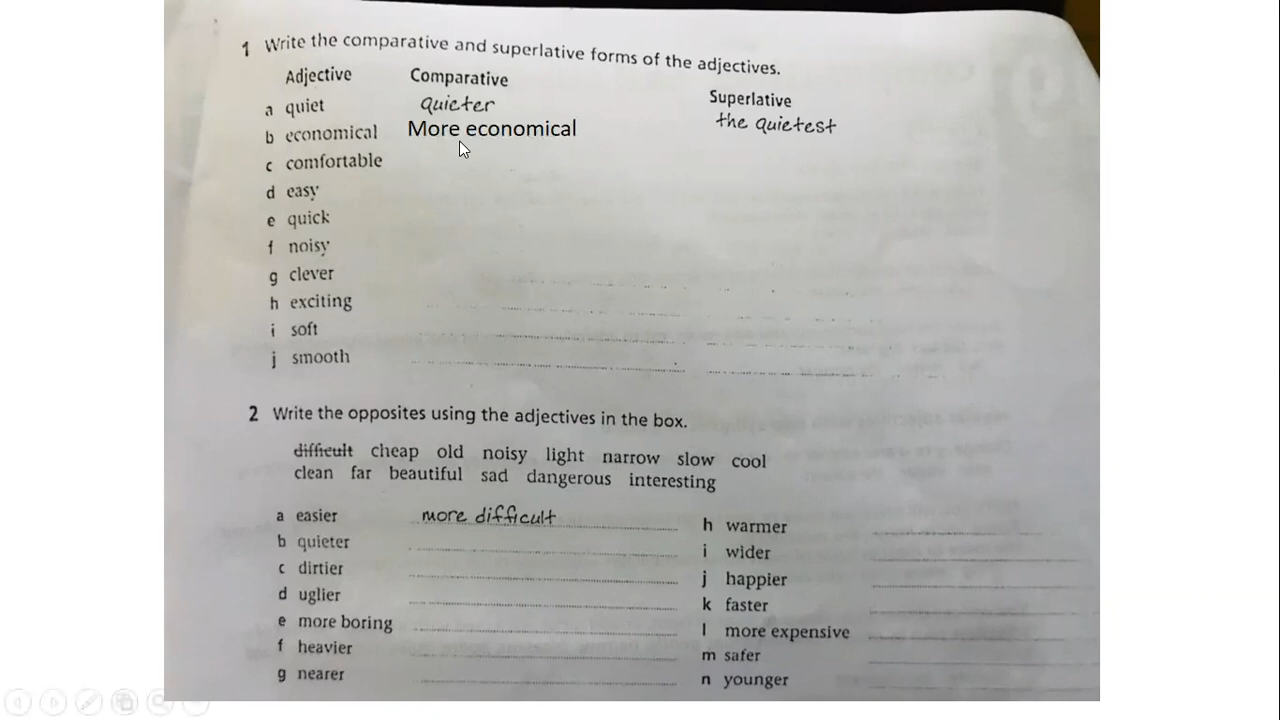 1 Write the comparative and superlative forms of the adjectives.
Adjective Comparative Superlative
a quiet quieter the quietest
b economical More economical
c comfortable
d easy
e quick
f noisy
g clever
h exciting
i soft
j smooth
2 Write the opposites using the adjectives in the box.
difficult cheap old noisy light narrow slow cool
clean far beautiful sad dangerous interesting
a easier more difficult h warmer
b quieter i wider
c dirtier j happier
d uglier k faster
e more boring l more expensive
f heavier m safer
g nearer n younger